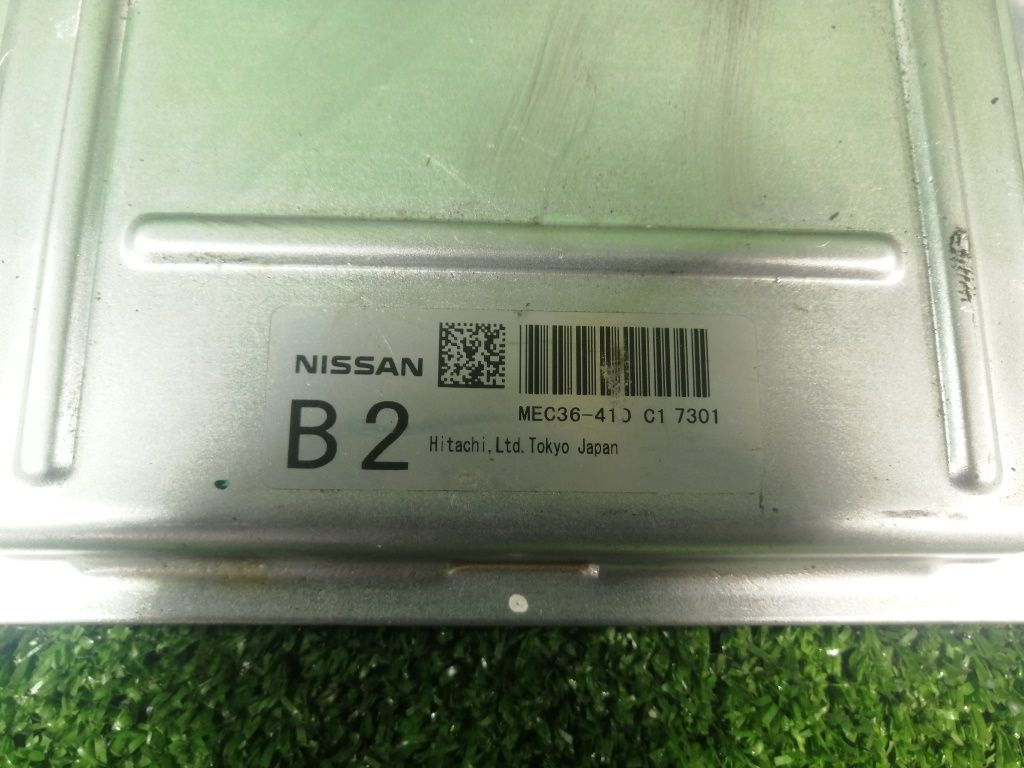 NISSAN
MEC36-410 C1 7301
B2
Hitachi,Ltd.Tokyo Japan